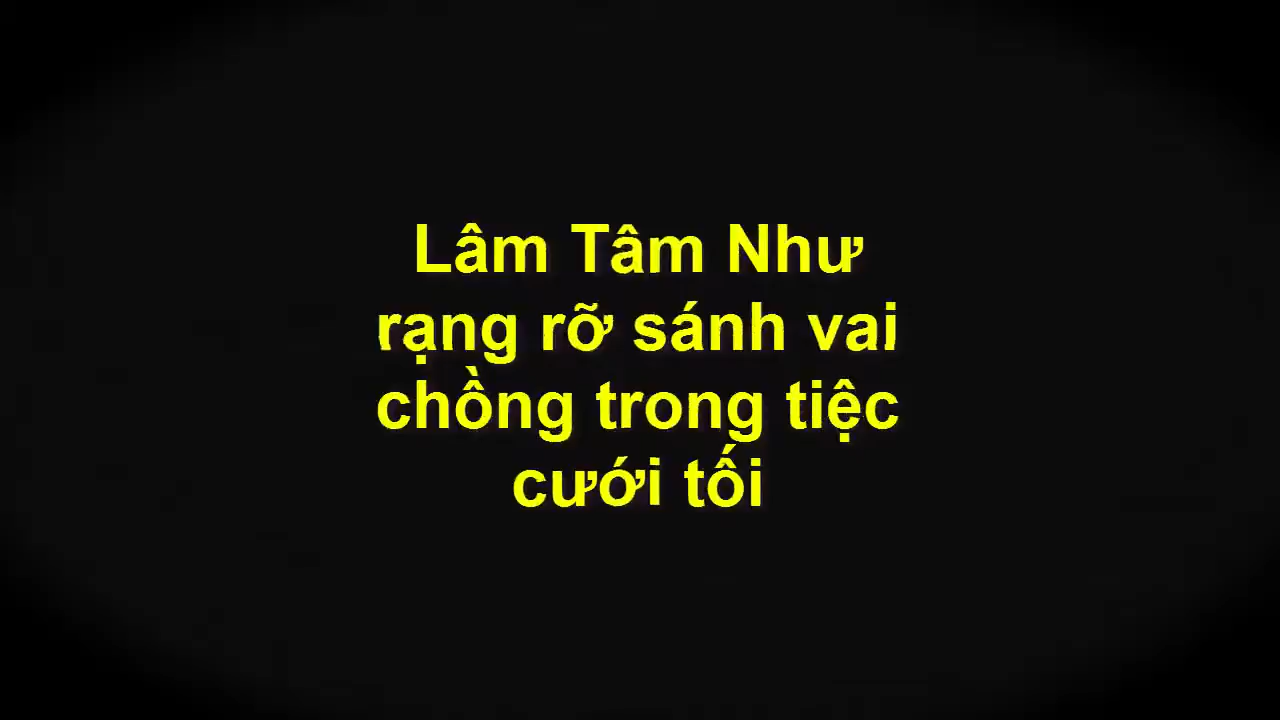 Lâm Tâm Như
rạng rỡ sánh vai
chồng trong tiệc
cưới tối